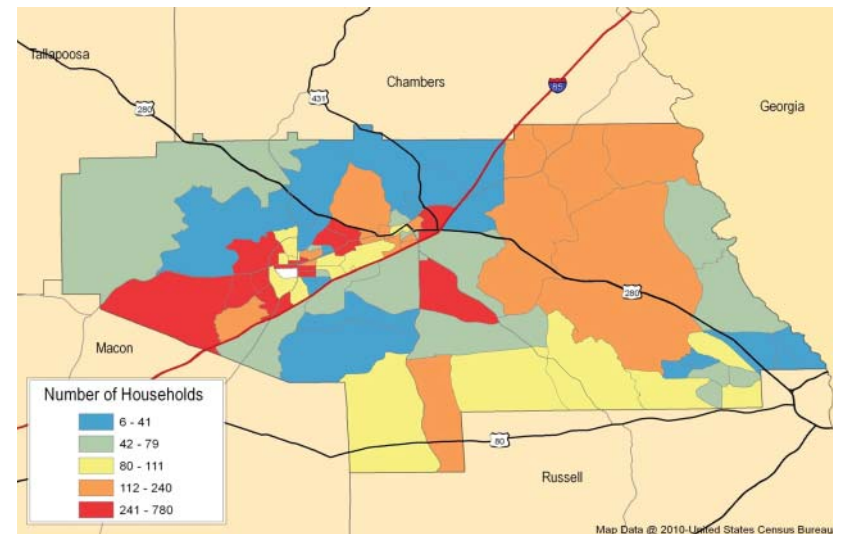 Tallapoosa
Chambers
85
431
280
Georgia
280
Macon
Number of Households
6 - 41
42 - 79
80 - 111
112 - 240
241 - 780
80
Russell
Map Data @ 2010-United States Census Bureau